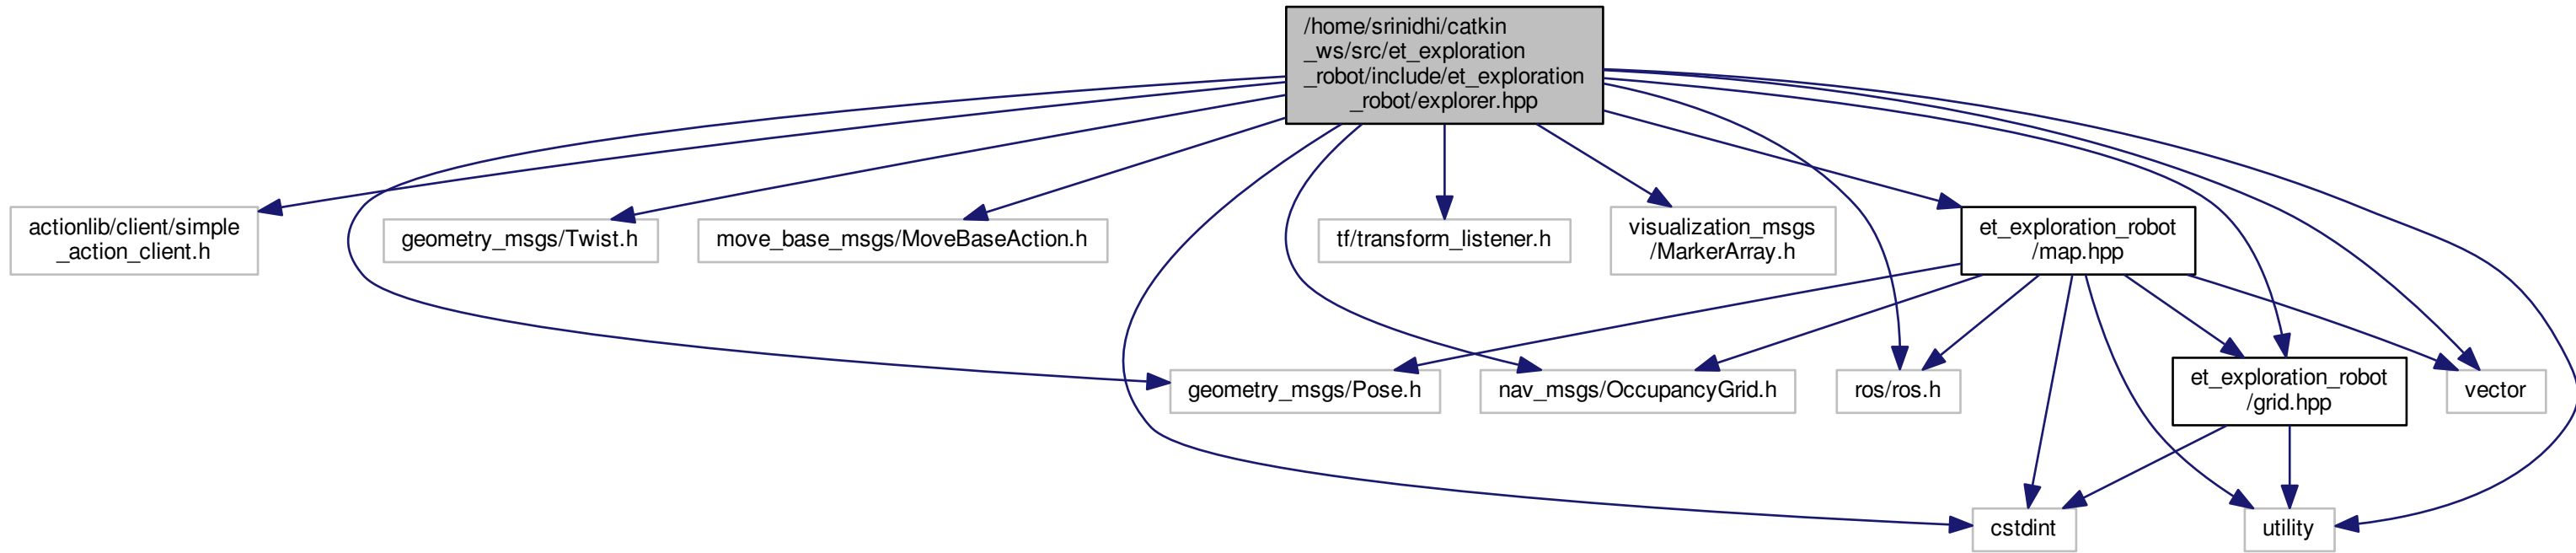 /home/srinidhi/catkin
_ws/src/et_exploration
_robot/include/et_exploration
_robot/explorer.hpp
actionlib/client/simple
_action_client.h
geometry_msgs/Twist.h
move_base_msgs/MoveBaseAction.h
tf/transform_listener.h
visualization_msgs
/MarkerArray.h
et_exploration_robot
/map.hpp
geometry_msgs/Pose.h
nav_msgs/OccupancyGrid.h
ros/ros.h
et_exploration_robot
/grid.hpp
vector
cstdint
utility